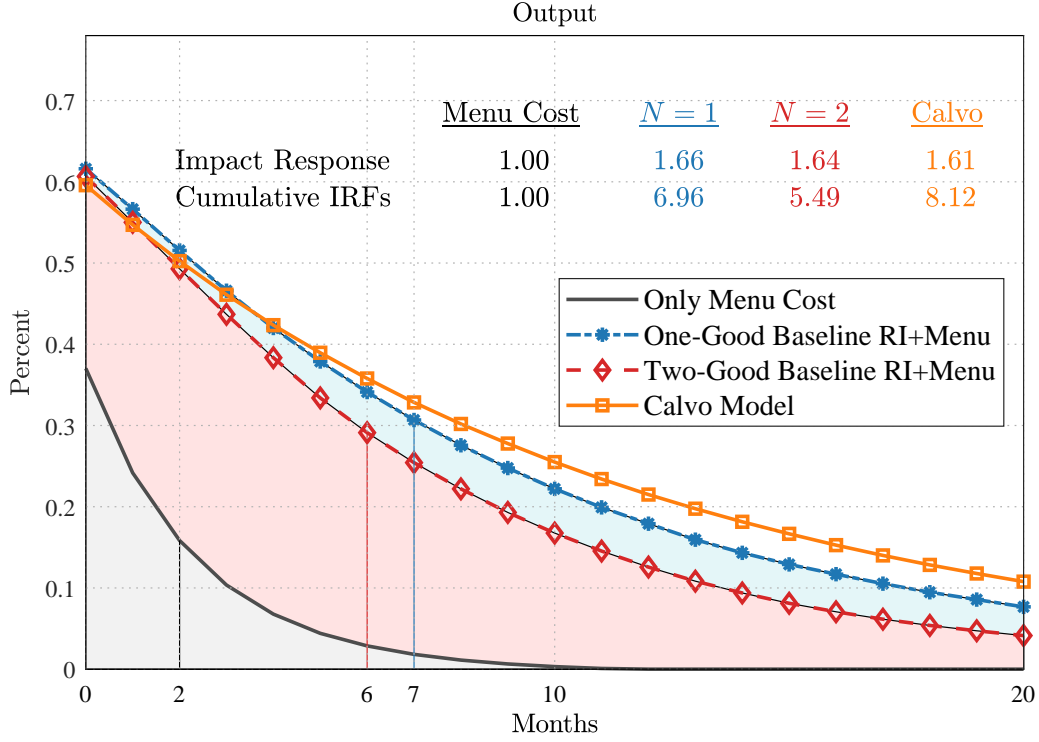 Output
Menu Cost N = 1 N = 2 Calvo
Impact Response 1.00 1.66 1.64 1.61
Cumulative IRFs 1.00 6.96 5.49 8.12
Only Menu Cost
One-Good Baseline RI+Menu
Two-Good Baseline RI+Menu
Calvo Model
Percent
0.7
0.6
0.5
0.4
0.3
0.2
0.1
0
0 2 6 7 10 20
Months